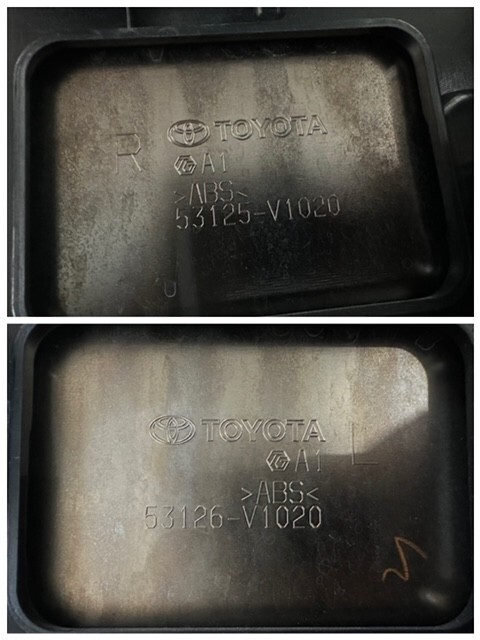 TOYOTA
R
A1
>ABS<
53125-V1020
TOYOTA
A1 L
>ABS<
53126-V1020